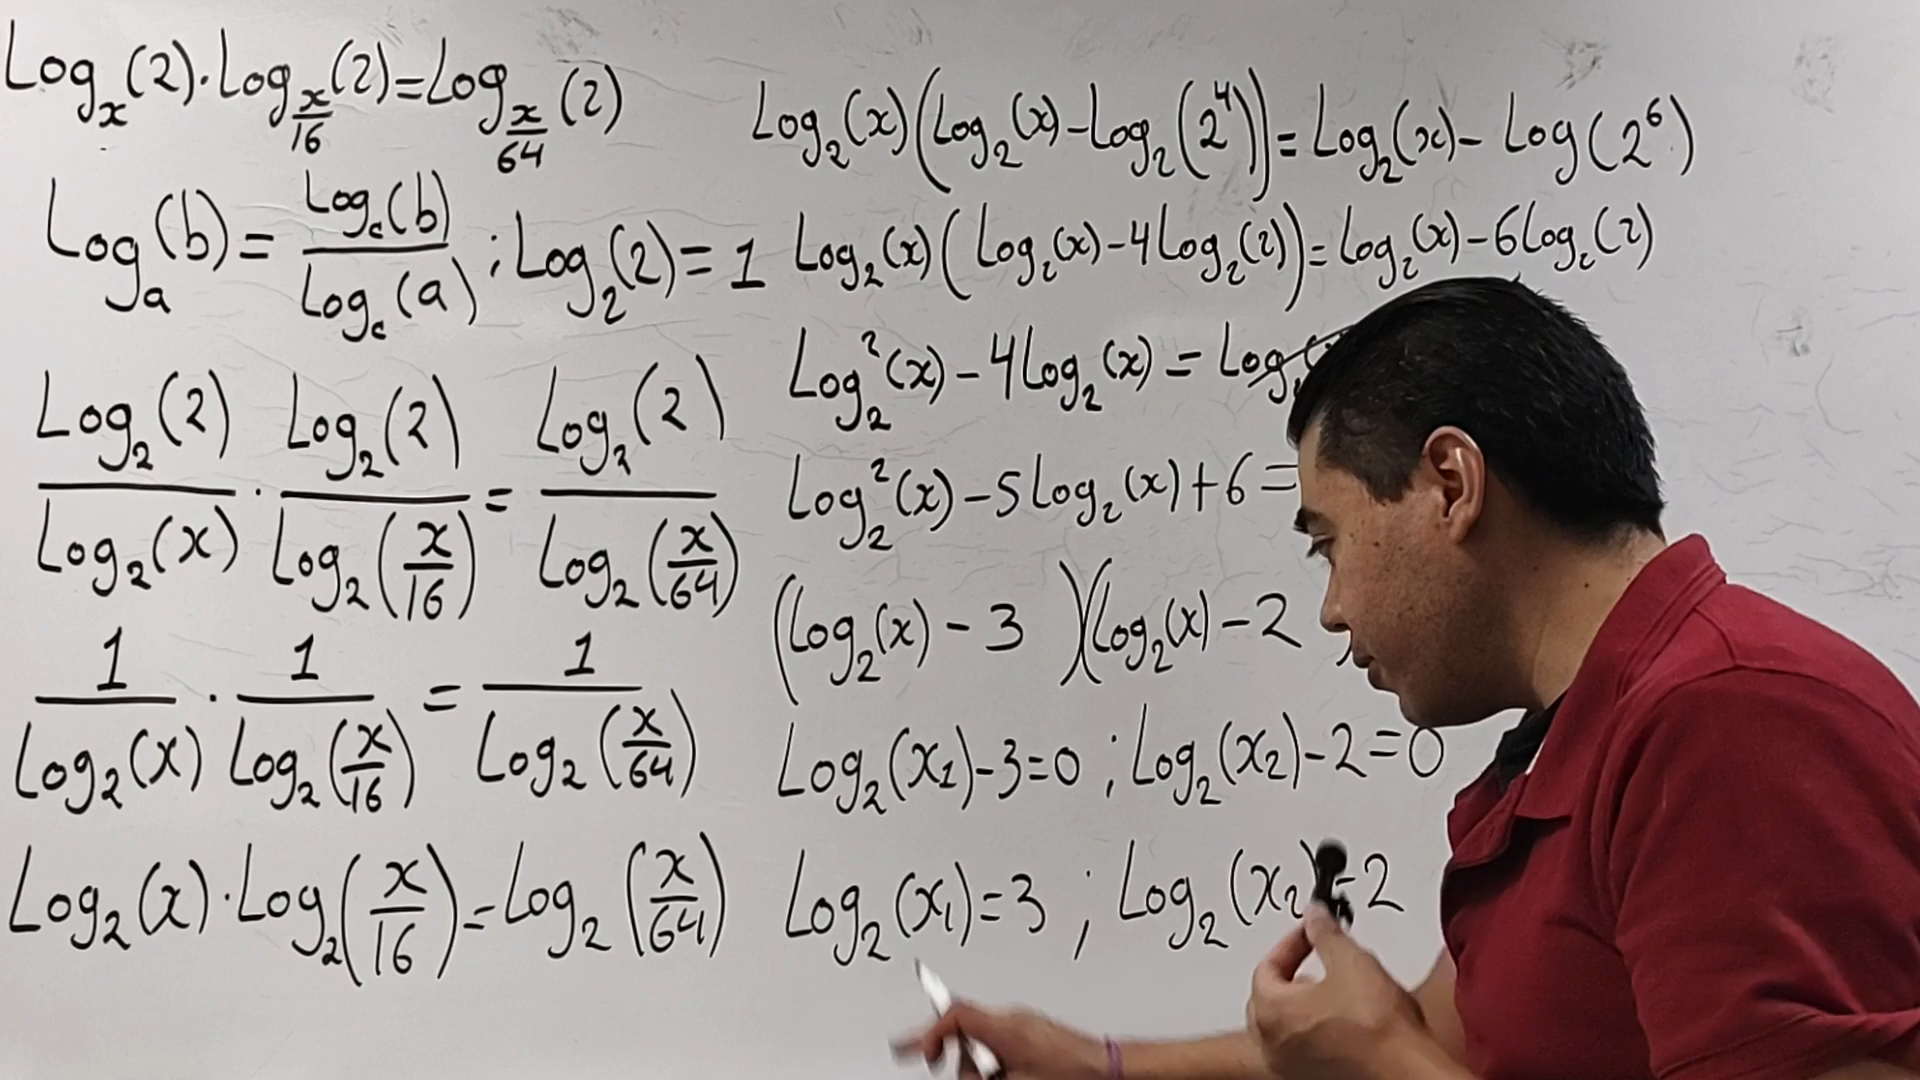 Log_x(2)·Log_{x/16}(2)=Log_{x/64}(2)
Log_a(b)=Log_c(b)/Log_c(a) ; Log_2(2)=1
Log_2(2)/Log_2(x) · Log_2(2)/Log_2(x/16) = Log_2(2)/Log_2(x/64)
1/Log_2(x) · 1/Log_2(x/16) = 1/Log_2(x/64)
Log_2(x)·Log_2(x/16)=Log_2(x/64)
Log_2(x)(Log_2(x)-Log_2(2^4))=Log_2(x)-Log(2^6)
Log_2(x)(Log_2(x)-4Log_2(2))=Log_2(x)-6Log_2(2)
Log_2^2(x)-4Log_2(x)=Log_2(
Log_2^2(x)-5Log_2(x)+6=
(Log_2(x)-3)(Log_2(x)-2
Log_2(x_1)-3=0 ; Log_2(x_2)-2=0
Log_2(x_1)=3 ; Log_2(x_2)=2